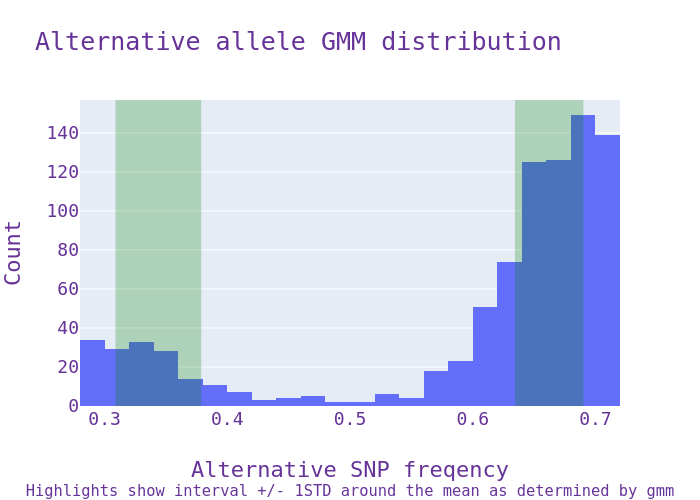 Alternative allele GMM distribution
140
120
100
80
60
40
20
0
Count
0.3 0.4 0.5 0.6 0.7
Alternative SNP freqency
Highlights show interval +/- 1STD around the mean as determined by gmm